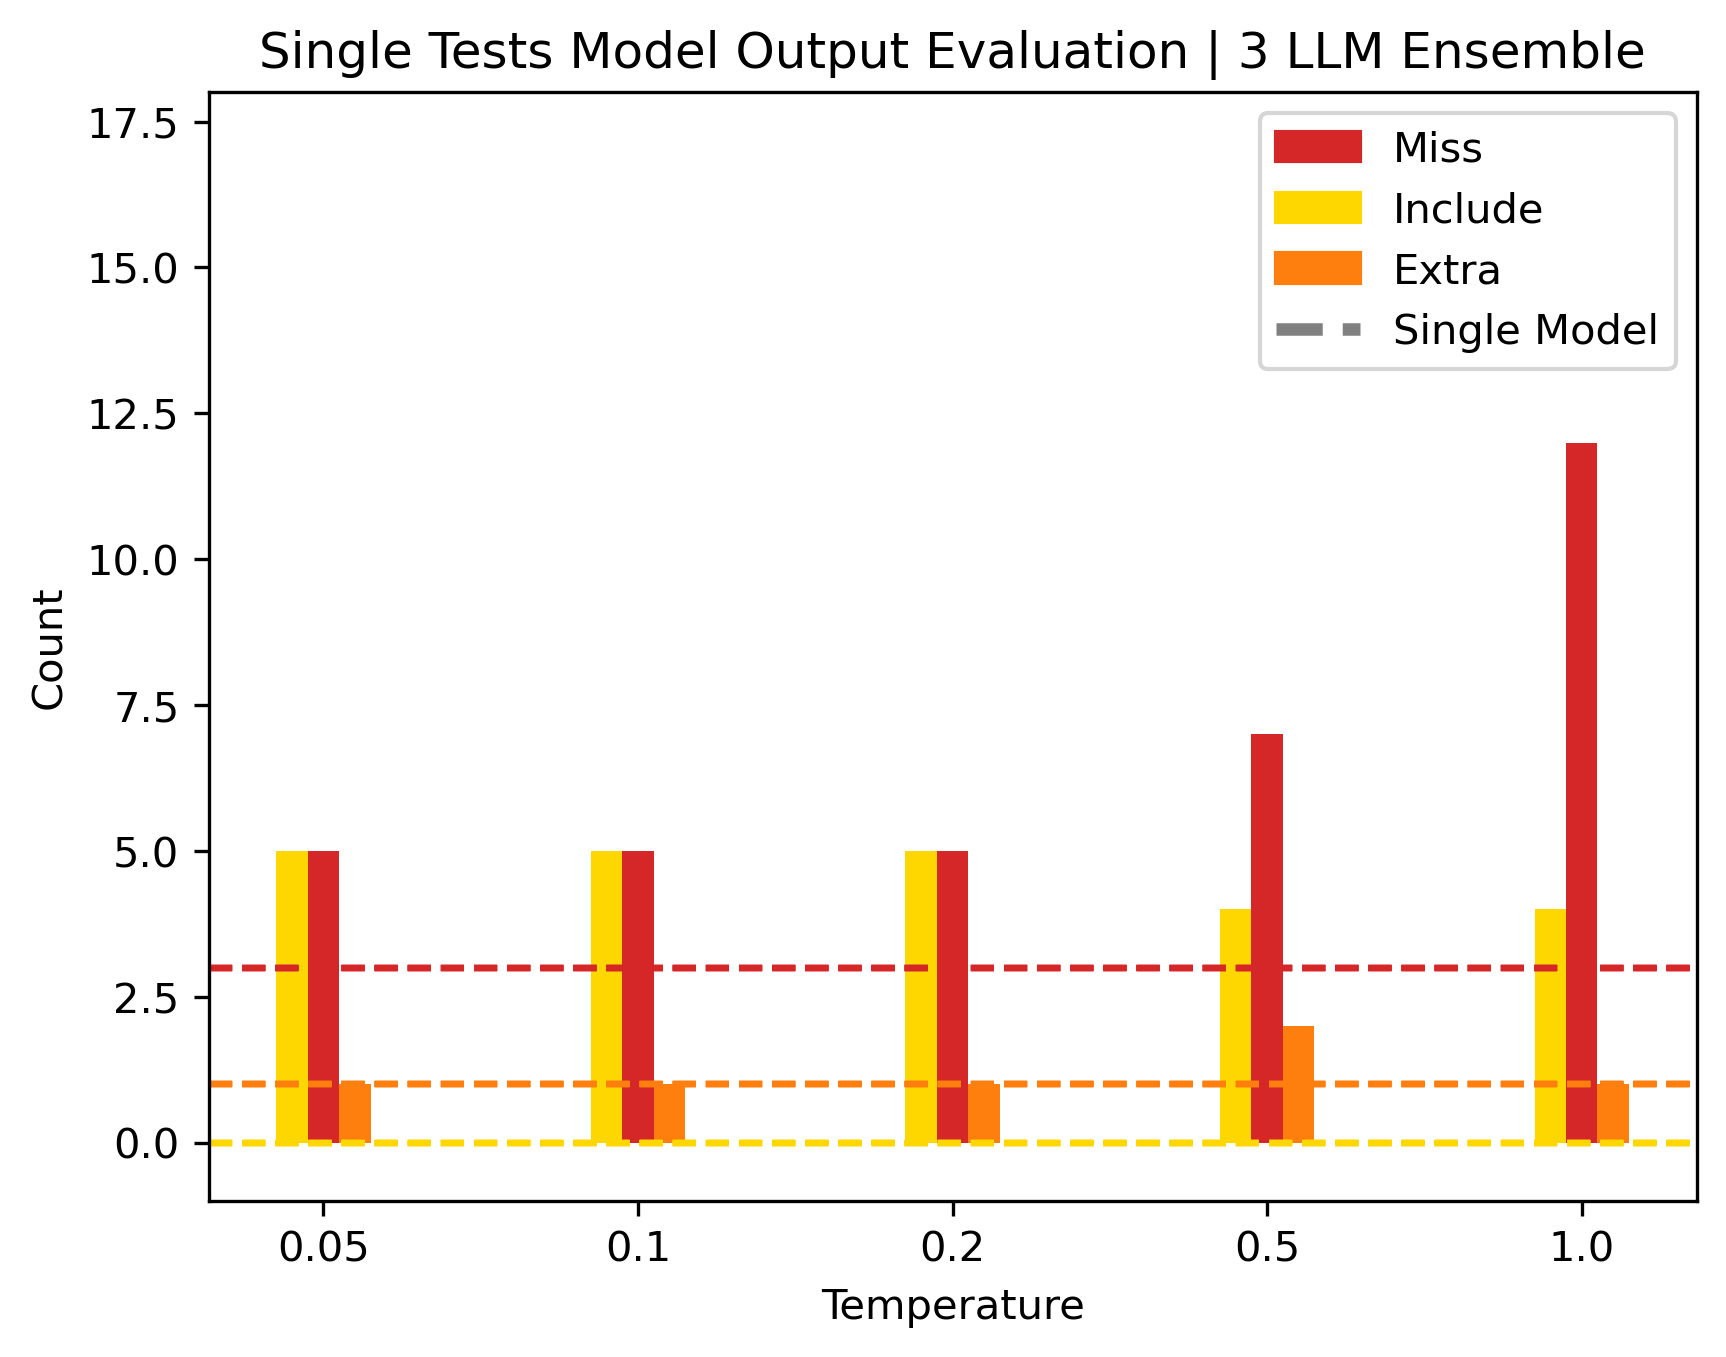 Single Tests Model Output Evaluation | 3 LLM Ensemble
17.5
15.0
12.5
10.0
7.5
5.0
2.5
0.0
Count
Miss
Include
Extra
Single Model
0.05 0.1 0.2 0.5 1.0
Temperature